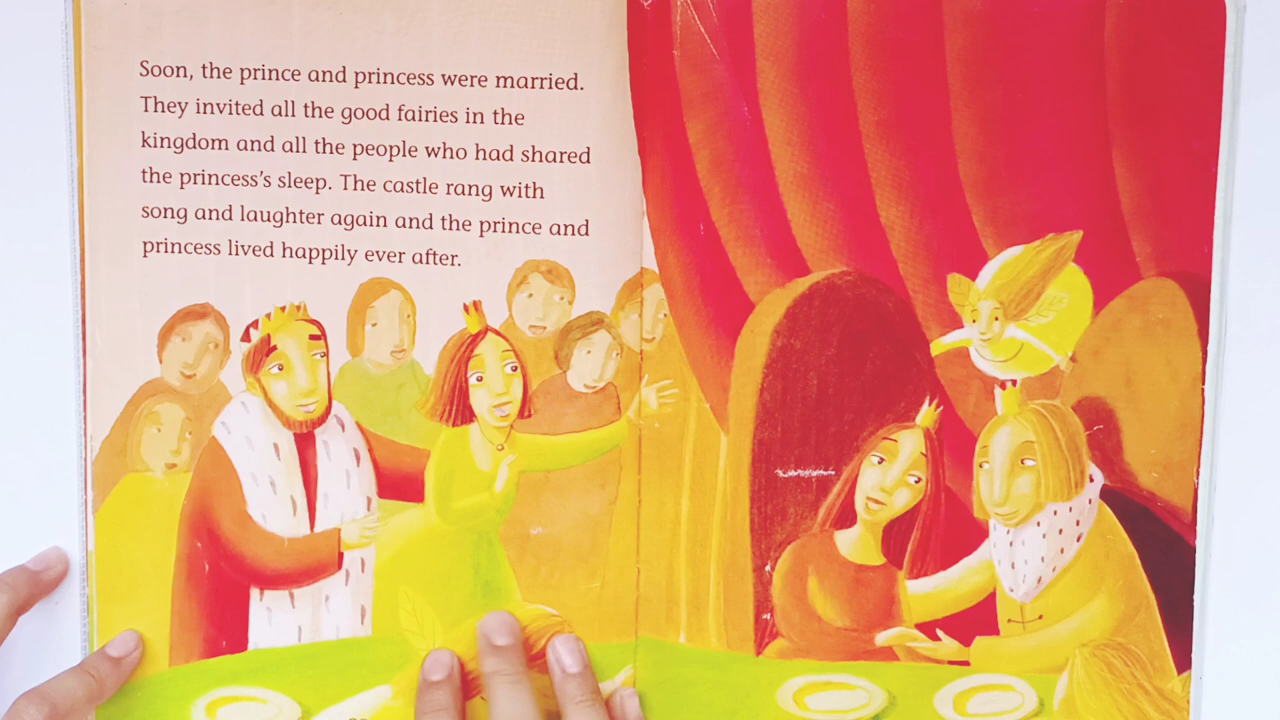 Soon, the prince and princess were married.
They invited all the good fairies in the
kingdom and all the people who had shared
the princess’s sleep. The castle rang with
song and laughter again and the prince and
princess lived happily ever after.